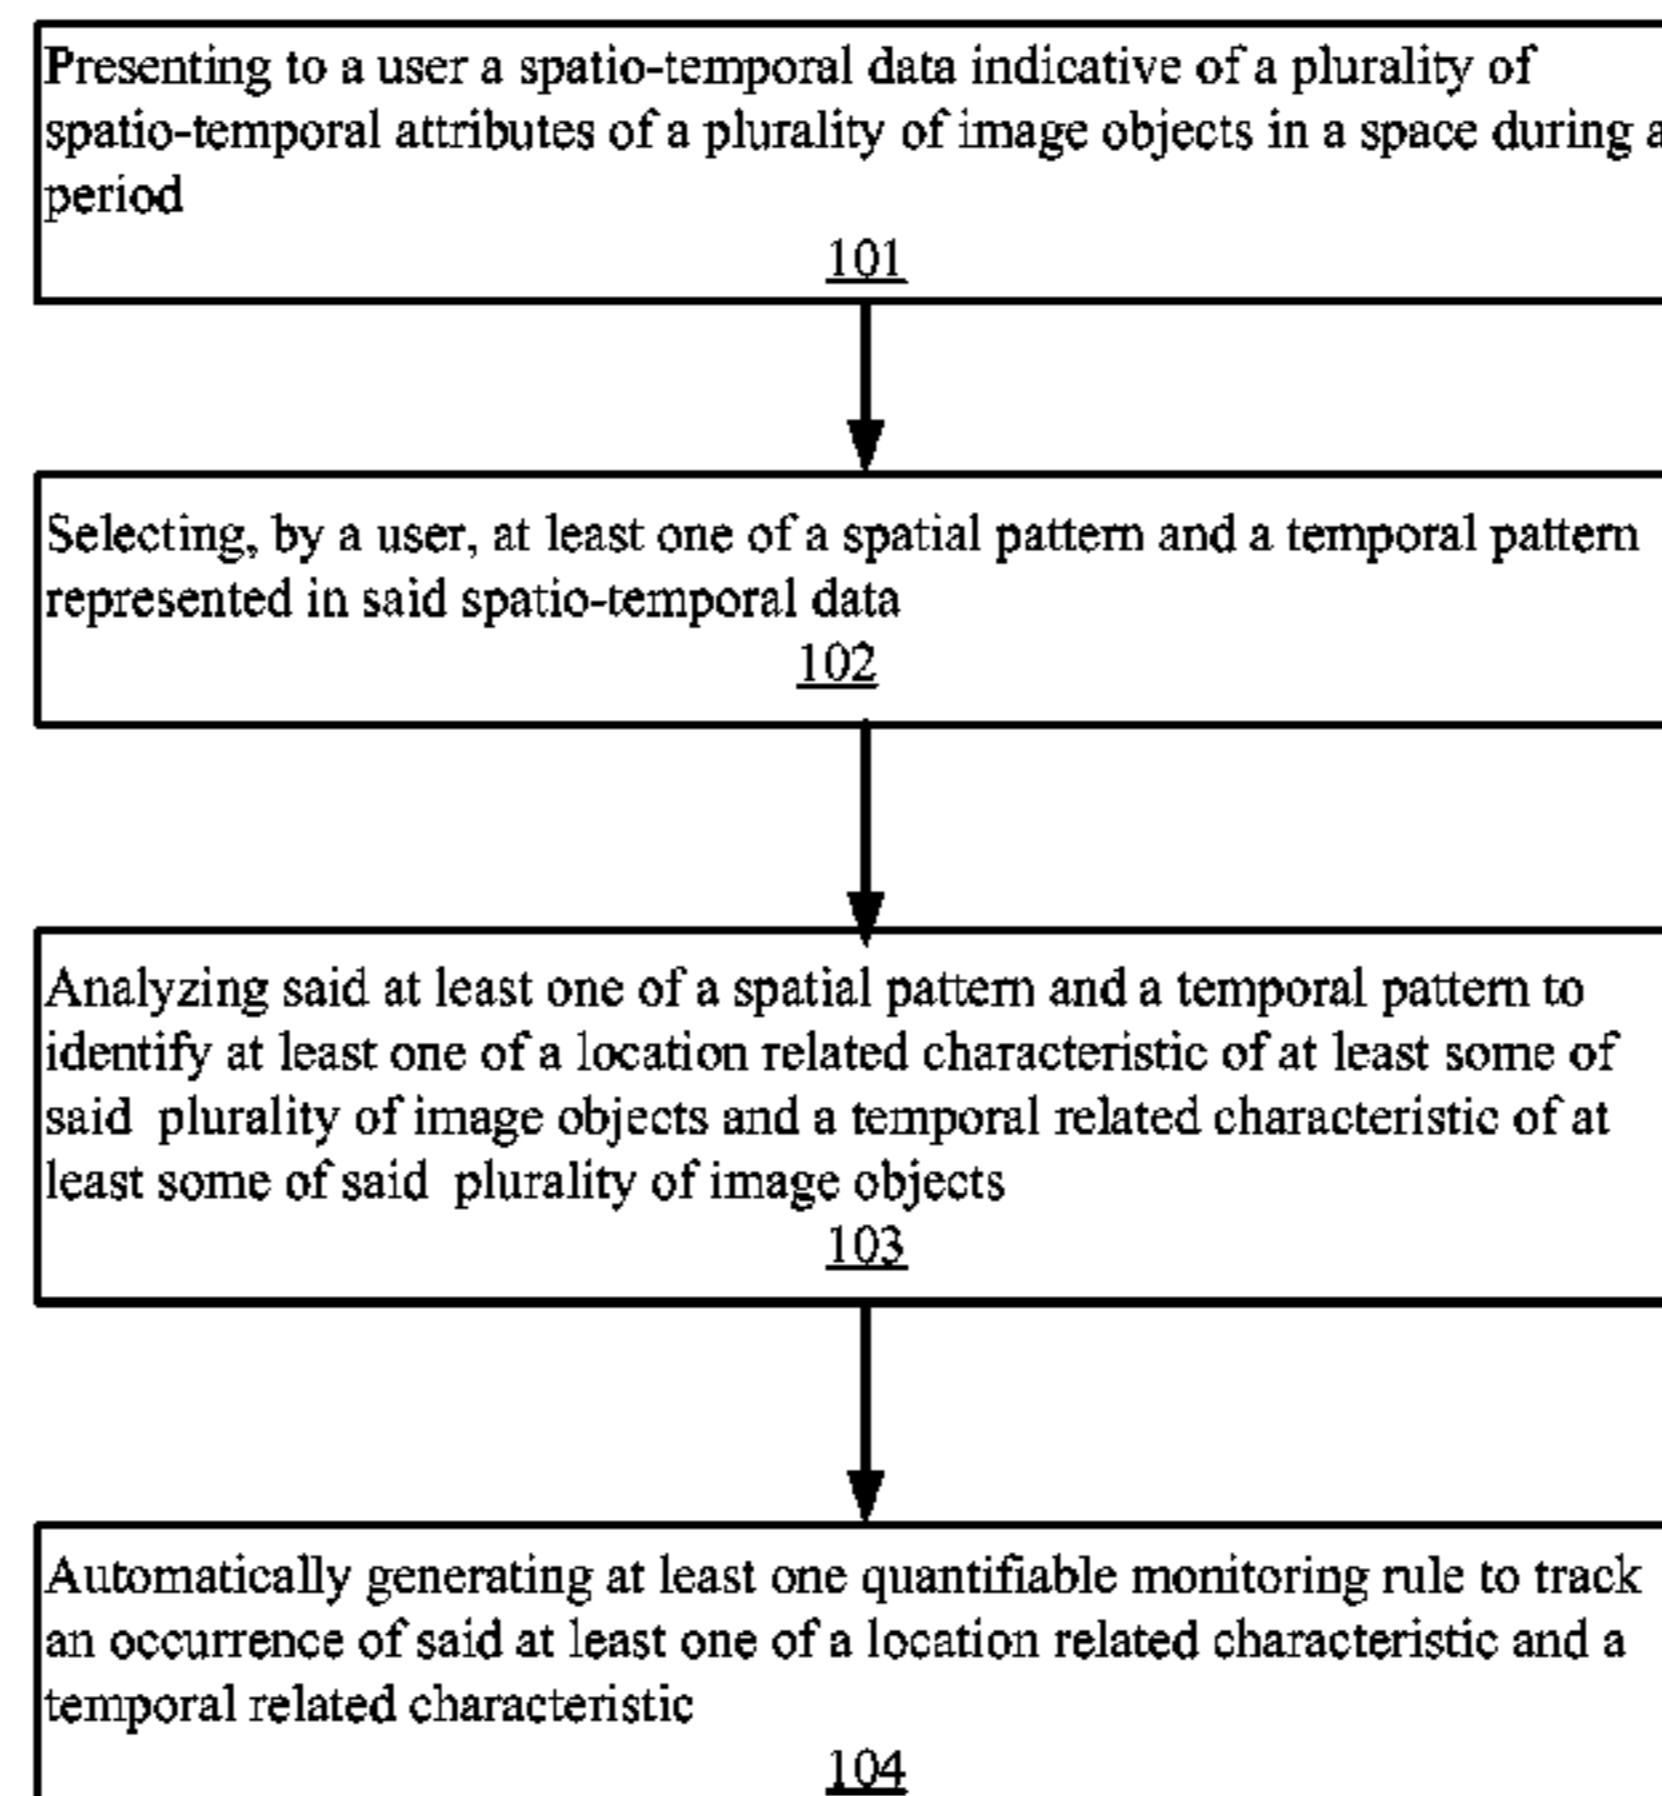 Presenting to a user a spatio-temporal data indicative of a plurality of
spatio-temporal attributes of a plurality of image objects in a space during a
period
101
Selecting, by a user, at least one of a spatial pattern and a temporal pattern
represented in said spatio-temporal data
102
Analyzing said at least one of a spatial pattern and a temporal pattern to
identify at least one of a location related characteristic of at least some of
said plurality of image objects and a temporal related characteristic of at
least some of said plurality of image objects
103
Automatically generating at least one quantifiable monitoring rule to track
an occurrence of said at least one of a location related characteristic and a
temporal related characteristic
104